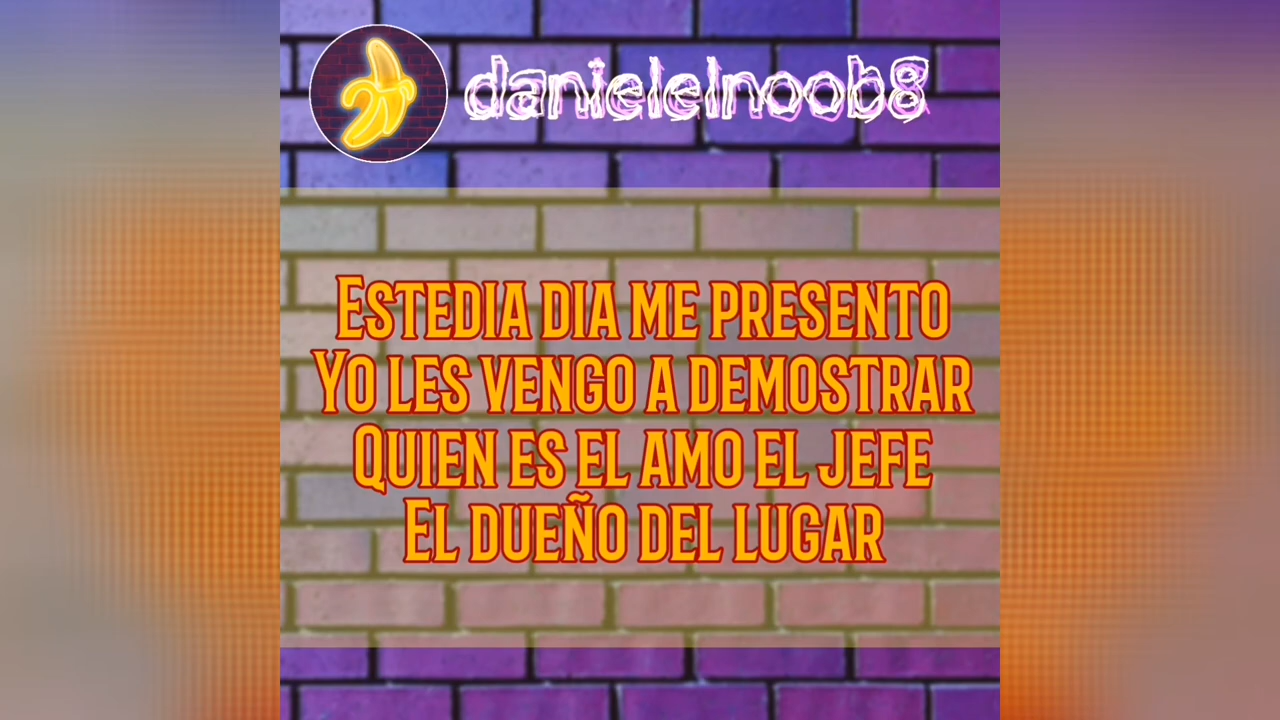 danielelnoob8
Estedia dia me presento
Yo les vengo a demostrar
Quien es el amo el jefe
El dueño del lugar